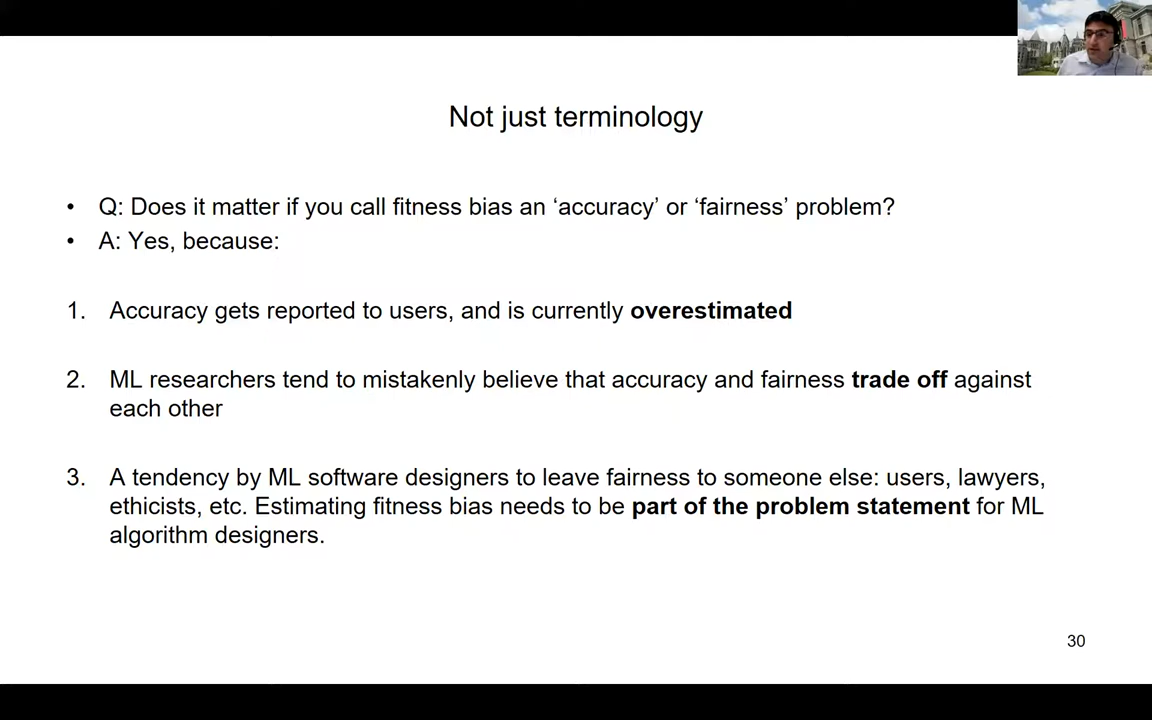 Not just terminology
• Q: Does it matter if you call fitness bias an ‘accuracy’ or ‘fairness’ problem?
• A: Yes, because:
1. Accuracy gets reported to users, and is currently overestimated
2. ML researchers tend to mistakenly believe that accuracy and fairness trade off against
each other
3. A tendency by ML software designers to leave fairness to someone else: users, lawyers,
ethicists, etc. Estimating fitness bias needs to be part of the problem statement for ML
algorithm designers.
30